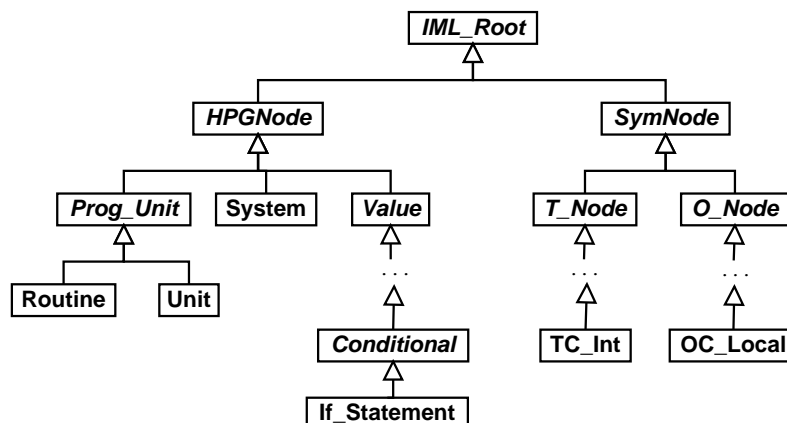 IML_Root
HPGNode SymNode
Prog_Unit System Value T_Node O_Node
... ... ...
Routine Unit
Conditional TC_Int OC_Local
If_Statement